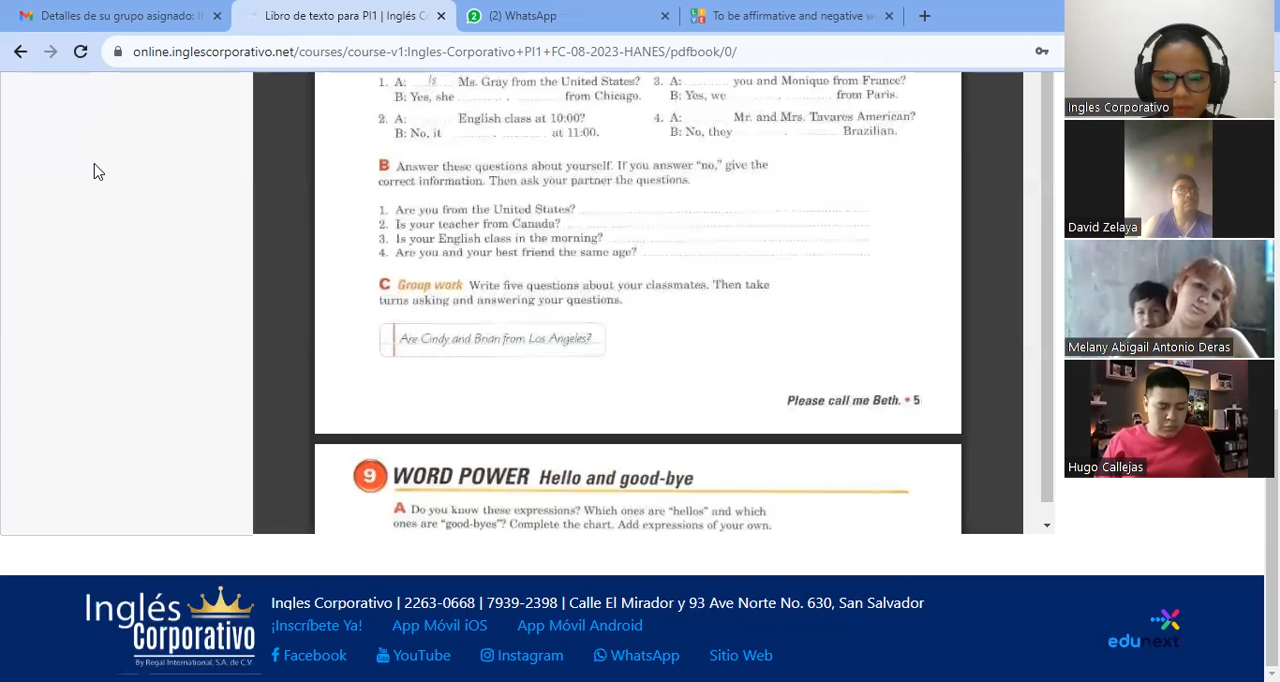 Detalles de su grupo asignado: I
Libro de texto para PI1 | Inglés C
(2) WhatsApp
To be affirmative and negative w
online.inglescorporativo.net/courses/course-v1:Ingles-Corporativo+PI1+FC-08-2023-HANES/pdfbook/0/
1. A: Is Ms. Gray from the United States?
B: Yes, she from Chicago.
2. A: English class at 10:00?
B: No, it at 11:00.
3. A: you and Monique from France?
B: Yes, we from Paris.
4. A: Mr. and Mrs. Tavares American?
B: No, they Brazilian.
B Answer these questions about yourself. If you answer “no,” give the
correct information. Then ask your partner the questions.
1. Are you from the United States?
2. Is your teacher from Canada?
3. Is your English class in the morning?
4. Are you and your best friend the same age?
C Group work Write five questions about your classmates. Then take
turns asking and answering your questions.
Are Cindy and Brian from Los Angeles?
Please call me Beth. • 5
9 WORD POWER Hello and good-bye
A Do you know these expressions? Which ones are “hellos” and which
ones are “good-byes”? Complete the chart. Add expressions of your own.
Ingles Corporativo
David Zelaya
Melany Abigail Antonio Deras
Hugo Callejas
Inglés
Corporativo
By Regal International, S.A. de C.V
Ingles Corporativo | 2263-0668 | 7939-2398 | Calle El Mirador y 93 Ave Norte No. 630, San Salvador
¡Inscríbete Ya! App Móvil iOS App Móvil Android
Facebook YouTube Instagram WhatsApp Sitio Web
edunext